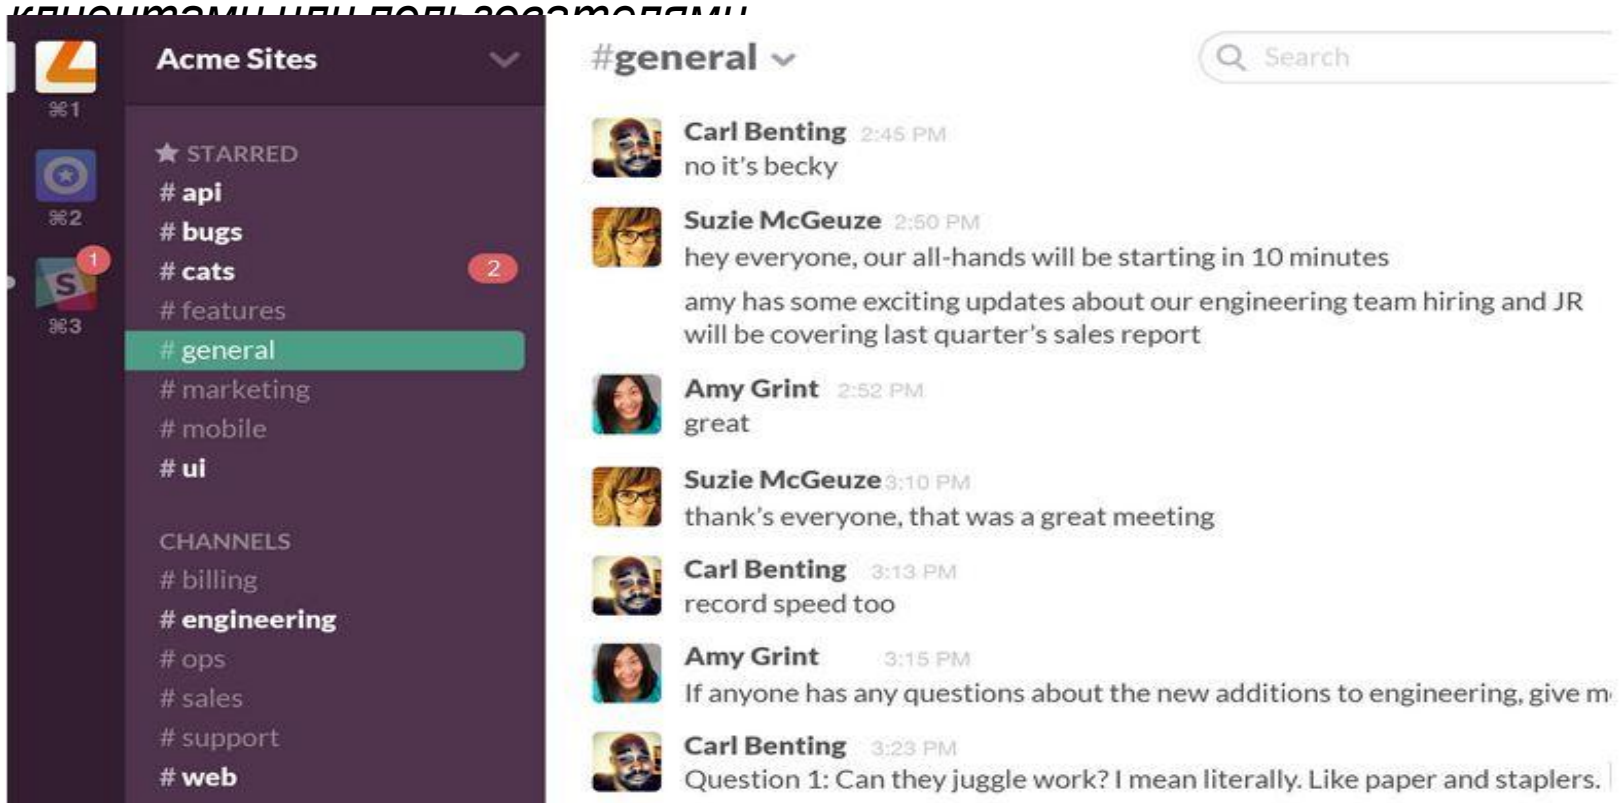 клиентами или пользователями
Acme Sites
⌘1
⌘2
1
S
⌘3
★ STARRED
# api
# bugs
# cats 2
# features
# general
# marketing
# mobile
# ui
CHANNELS
# billing
# engineering
# ops
# sales
# support
# web
#general
Search
Carl Benting 2:45 PM
no it's becky
Suzie McGeuze 2:50 PM
hey everyone, our all-hands will be starting in 10 minutes
amy has some exciting updates about our engineering team hiring and JR
will be covering last quarter's sales report
Amy Grint 2:52 PM
great
Suzie McGeuze 3:10 PM
thank's everyone, that was a great meeting
Carl Benting 3:13 PM
record speed too
Amy Grint 3:15 PM
If anyone has any questions about the new additions to engineering, give
Carl Benting 3:23 PM
Question 1: Can they juggle work? I mean literally. Like paper and staplers.